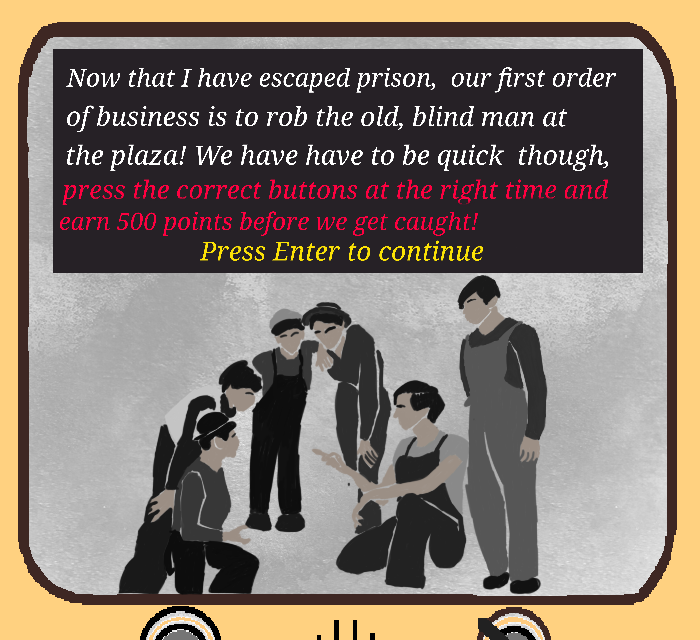 Now that I have escaped prison, our first order
of business is to rob the old, blind man at
the plaza! We have have to be quick though,
press the correct buttons at the right time and
earn 500 points before we get caught!
Press Enter to continue